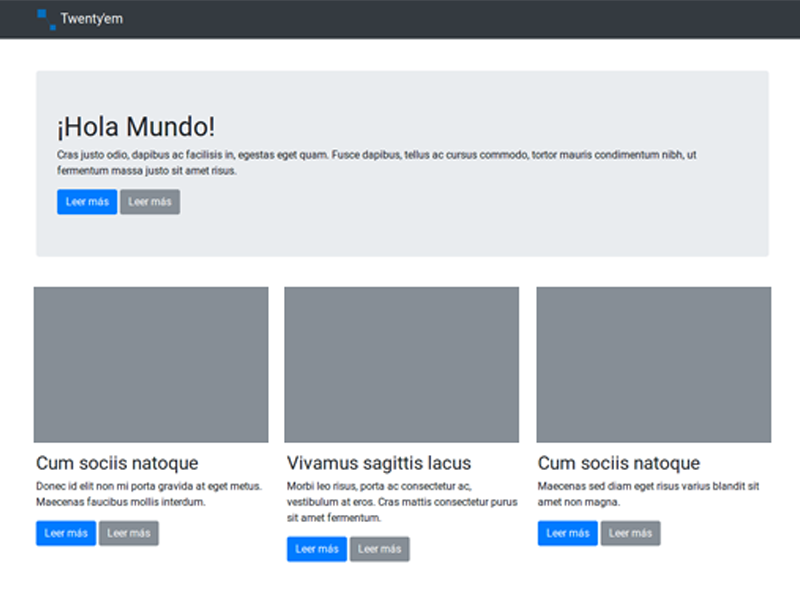 Twenty'em
¡Hola Mundo!
Cras justo odio, dapibus ac facilisis in, egestas eget quam. Fusce dapibus, tellus ac cursus commodo, tortor mauris condimentum nibh, ut
fermentum massa justo sit amet risus.
Leer más Leer más
Cum sociis natoque
Donec id elit non mi porta gravida at eget metus.
Maecenas faucibus mollis interdum.
Leer más Leer más
Vivamus sagittis lacus
Morbi leo risus, porta ac consectetur ac,
vestibulum at eros. Cras mattis consectetur purus
sit amet fermentum.
Leer más Leer más
Cum sociis natoque
Maecenas sed diam eget risus varius blandit sit
amet non magna.
Leer más Leer más